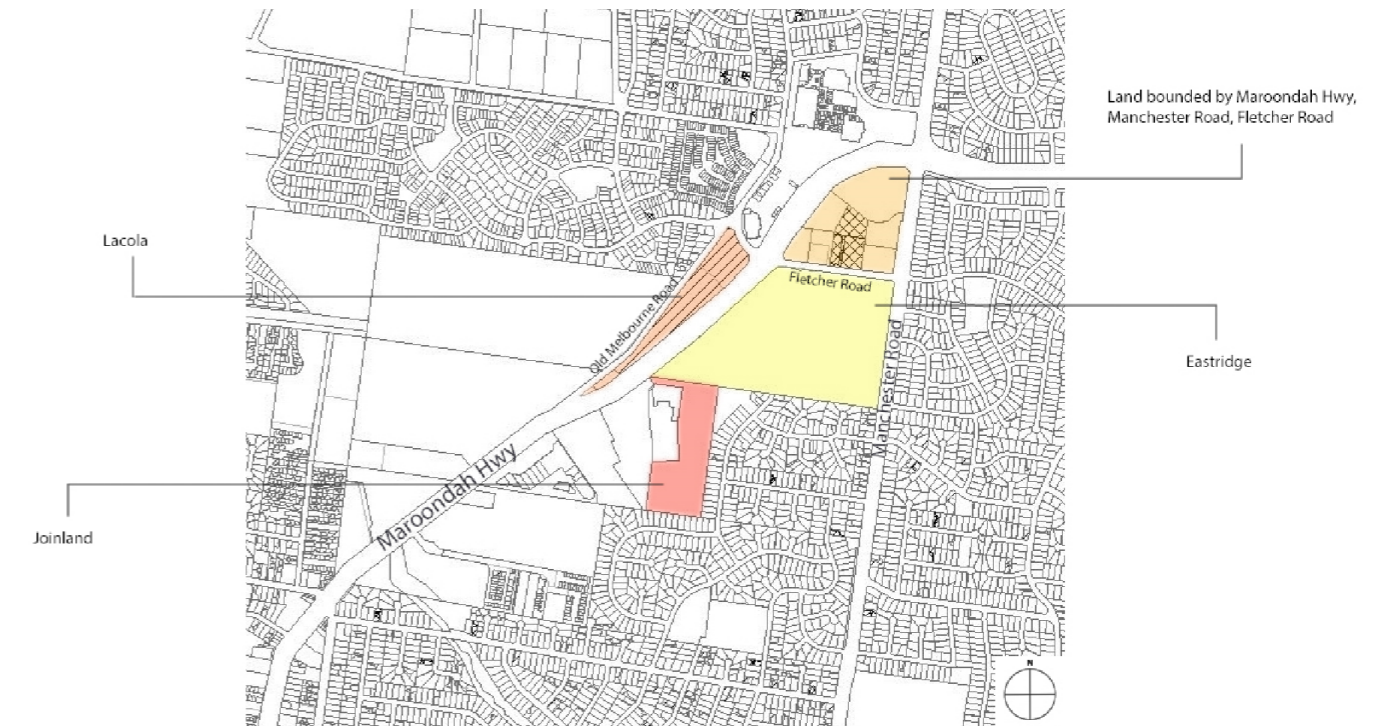 Land bounded by Maroondah Hwy,
Manchester Road, Fletcher Road
Lacola
Fletcher Road
Old Melbourne Road
Eastridge
Manchester Road
Maroondah Hwy
Joinland
N